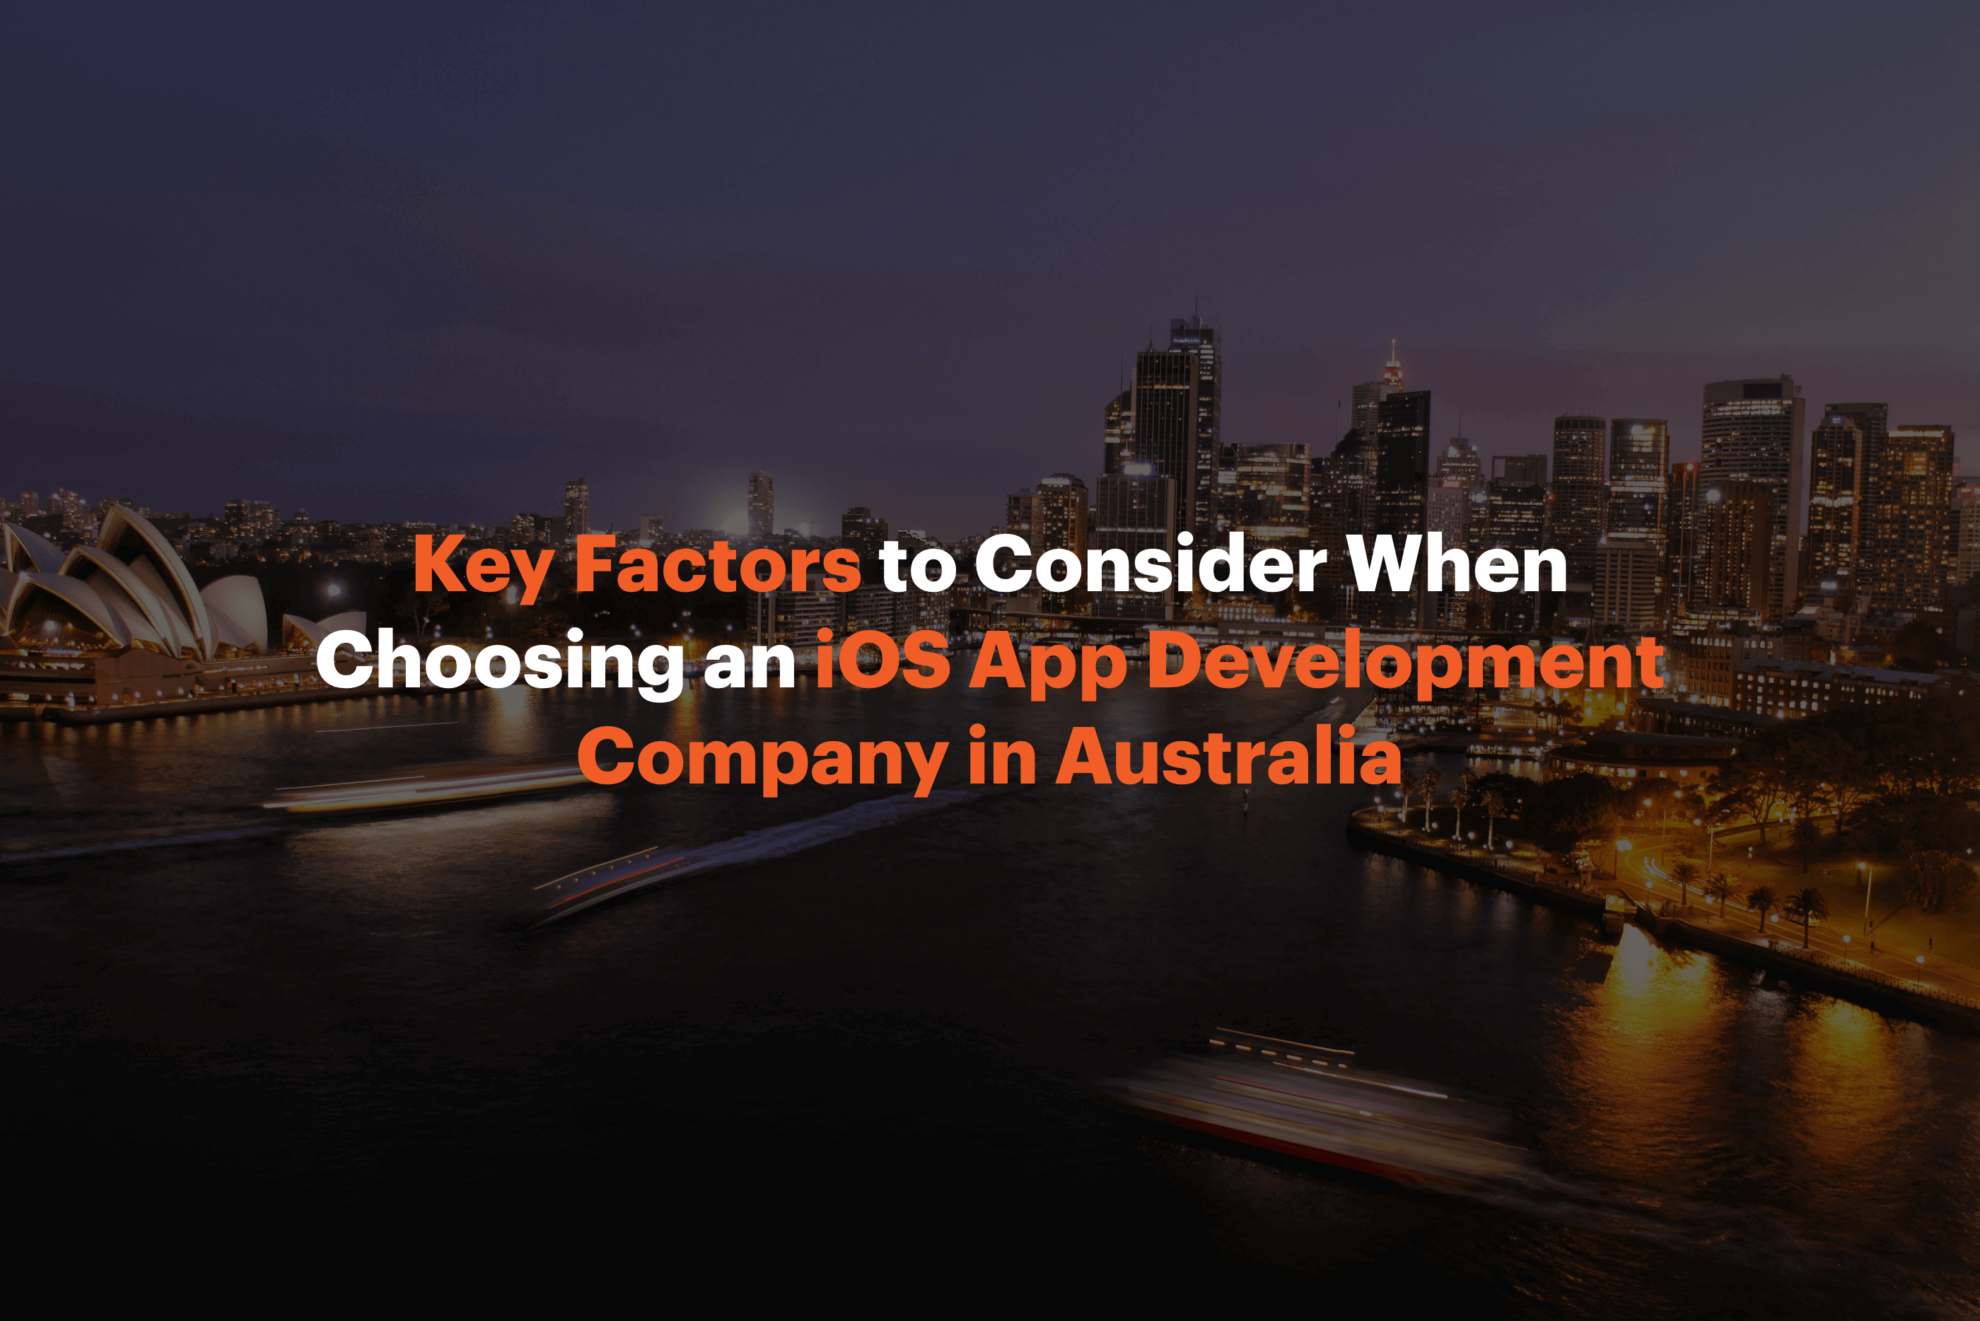 Key Factors to Consider When
Choosing an iOS App Development
Company in Australia